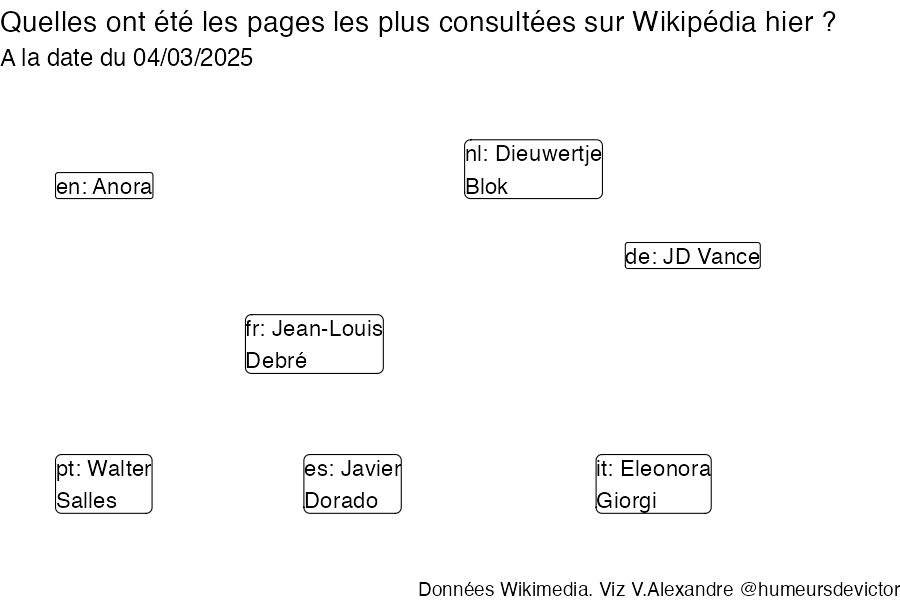 Quelles ont été les pages les plus consultées sur Wikipédia hier ?
A la date du 04/03/2025
nl: Dieuwertje
Blok
en: Anora
de: JD Vance
fr: Jean-Louis
Debré
pt: Walter
Salles
es: Javier
Dorado
it: Eleonora
Giorgi
Données Wikimedia. Viz V.Alexandre @humeursdevictor